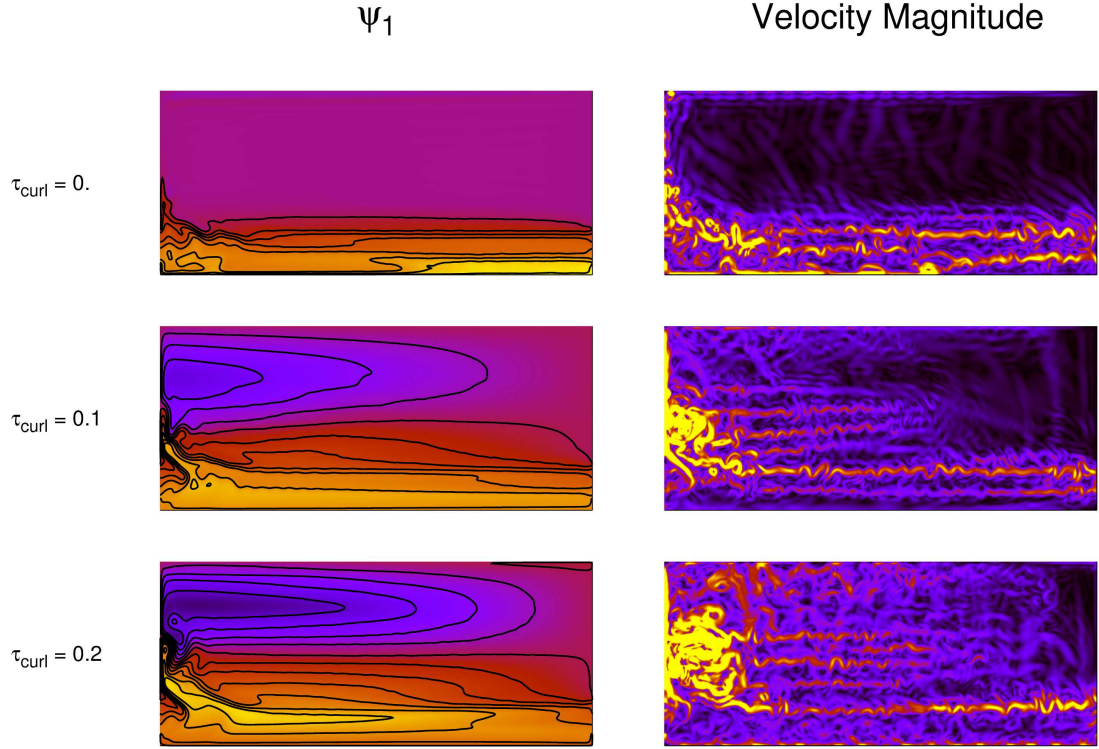 ψ₁
Velocity Magnitude
τcurl = 0.
τcurl = 0.1
τcurl = 0.2